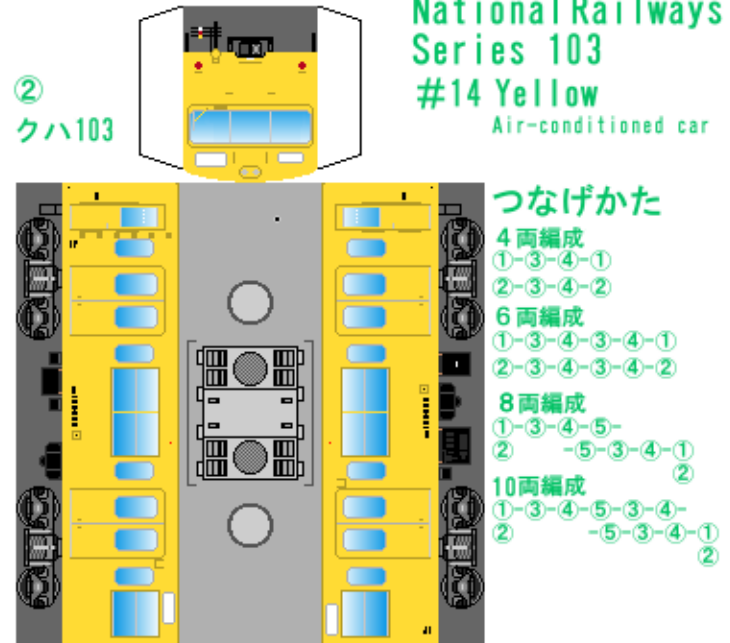 National Railways
Series 103
#14 Yellow
Air-conditioned car
②
クハ103
つなげかた
4両編成
①-③-④-①
②-③-④-②
6両編成
①-③-④-③-④-①
②-③-④-③-④-②
8両編成
①-③-④-⑤-
② -⑤-③-④-①
②
10両編成
①-③-④-⑤-③-④-
② -⑤-③-④-①
②